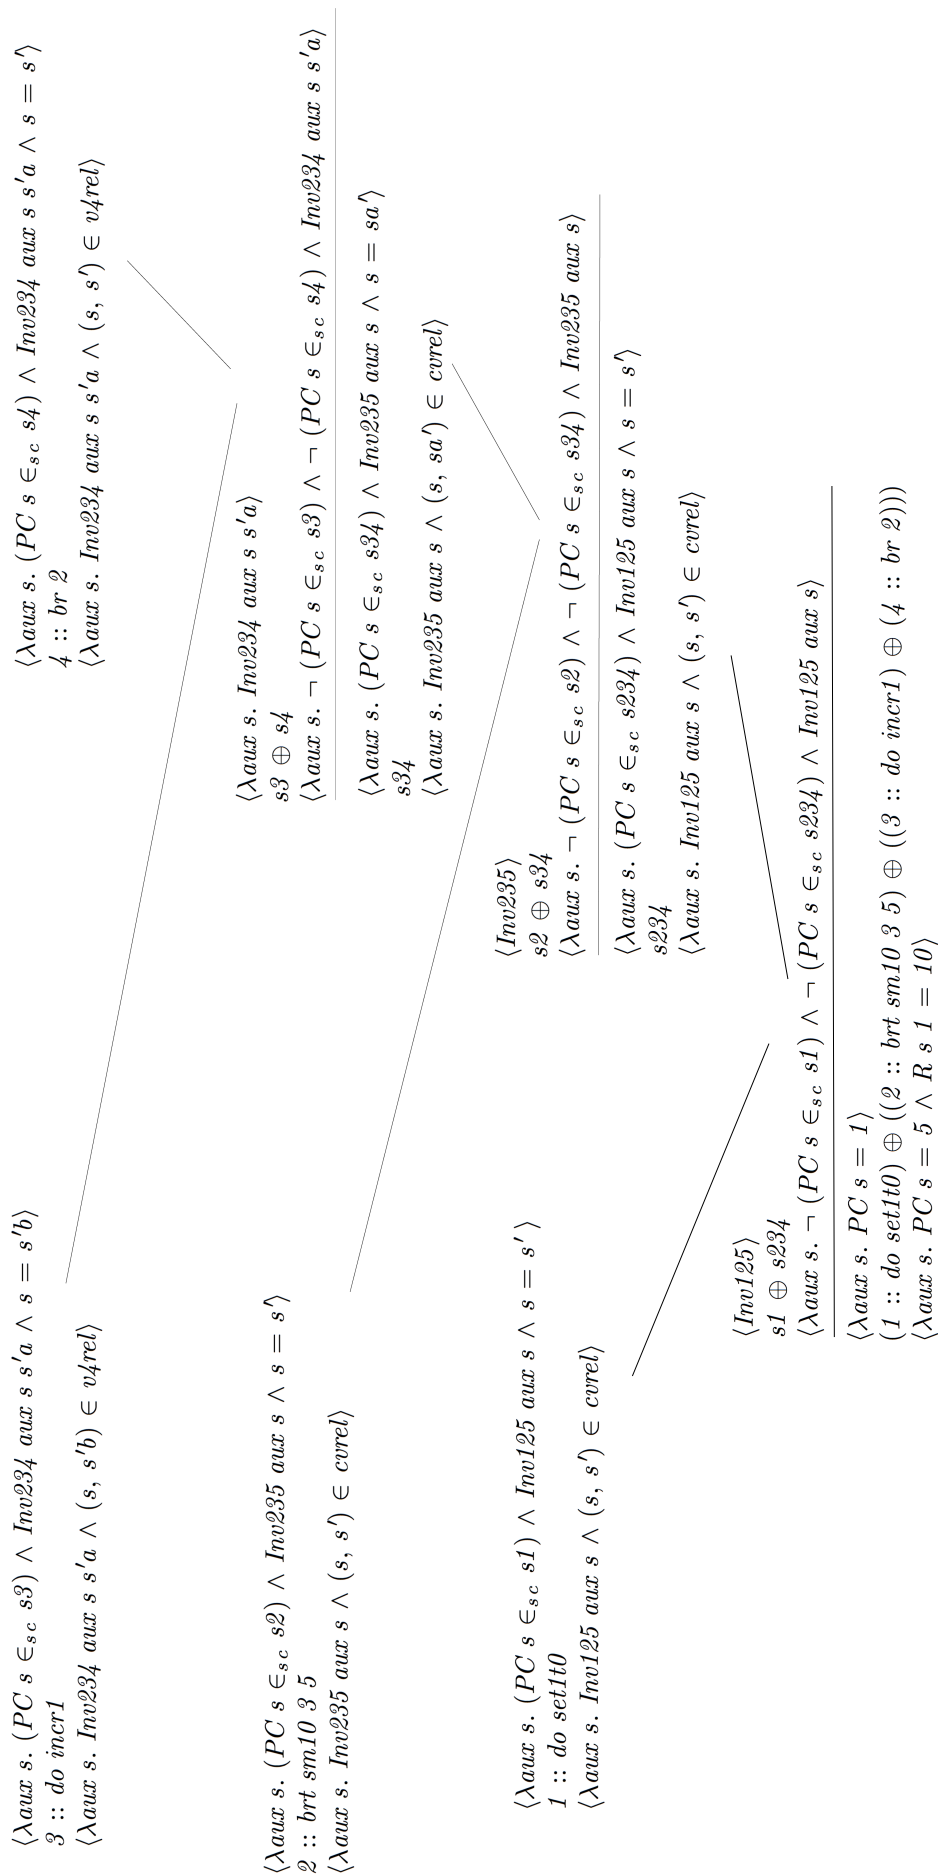 ⟨λaux s. (PC s ∈sc s3) ∧ Inv234 aux s s'a ∧ s = s'b⟩
3 :: do incr1
⟨λaux s. Inv234 aux s s'a ∧ (s, s'b) ∈ v4rel⟩
⟨λaux s. (PC s ∈sc s4) ∧ Inv234 aux s s'a ∧ s = s'⟩
4 :: br 2
⟨λaux s. Inv234 aux s s'a ∧ (s, s') ∈ v4rel⟩
⟨λaux s. Inv234 aux s s'a⟩
s3 ⊕ s4
⟨λaux s. ¬ (PC s ∈sc s3) ∧ ¬ (PC s ∈sc s4) ∧ Inv234 aux s s'a⟩
⟨λaux s. (PC s ∈sc s2) ∧ Inv235 aux s ∧ s = s'⟩
2 :: brt sm10 3 5
⟨λaux s. Inv235 aux s ∧ (s, s') ∈ cvrel⟩
⟨λaux s. (PC s ∈sc s34) ∧ Inv235 aux s ∧ s = sa'⟩
s34
⟨λaux s. Inv235 aux s ∧ (s, sa') ∈ cvrel⟩
⟨Inv235⟩
s2 ⊕ s34
⟨λaux s. ¬ (PC s ∈sc s2) ∧ ¬ (PC s ∈sc s34) ∧ Inv235 aux s⟩
⟨λaux s. (PC s ∈sc s1) ∧ Inv125 aux s ∧ s = s' ⟩
1 :: do set1t0
⟨λaux s. Inv125 aux s ∧ (s, s') ∈ cvrel⟩
⟨λaux s. (PC s ∈sc s234) ∧ Inv125 aux s ∧ s = s'⟩
s234
⟨λaux s. Inv125 aux s ∧ (s, s') ∈ cvrel⟩
⟨Inv125⟩
s1 ⊕ s234
⟨λaux s. ¬ (PC s ∈sc s1) ∧ ¬ (PC s ∈sc s234) ∧ Inv125 aux s⟩
⟨λaux s. PC s = 1⟩
(1 :: do set1t0) ⊕ ((2 :: brt sm10 3 5) ⊕ ((3 :: do incr1) ⊕ (4 :: br 2)))
⟨λaux s. PC s = 5 ∧ R s 1 = 10⟩